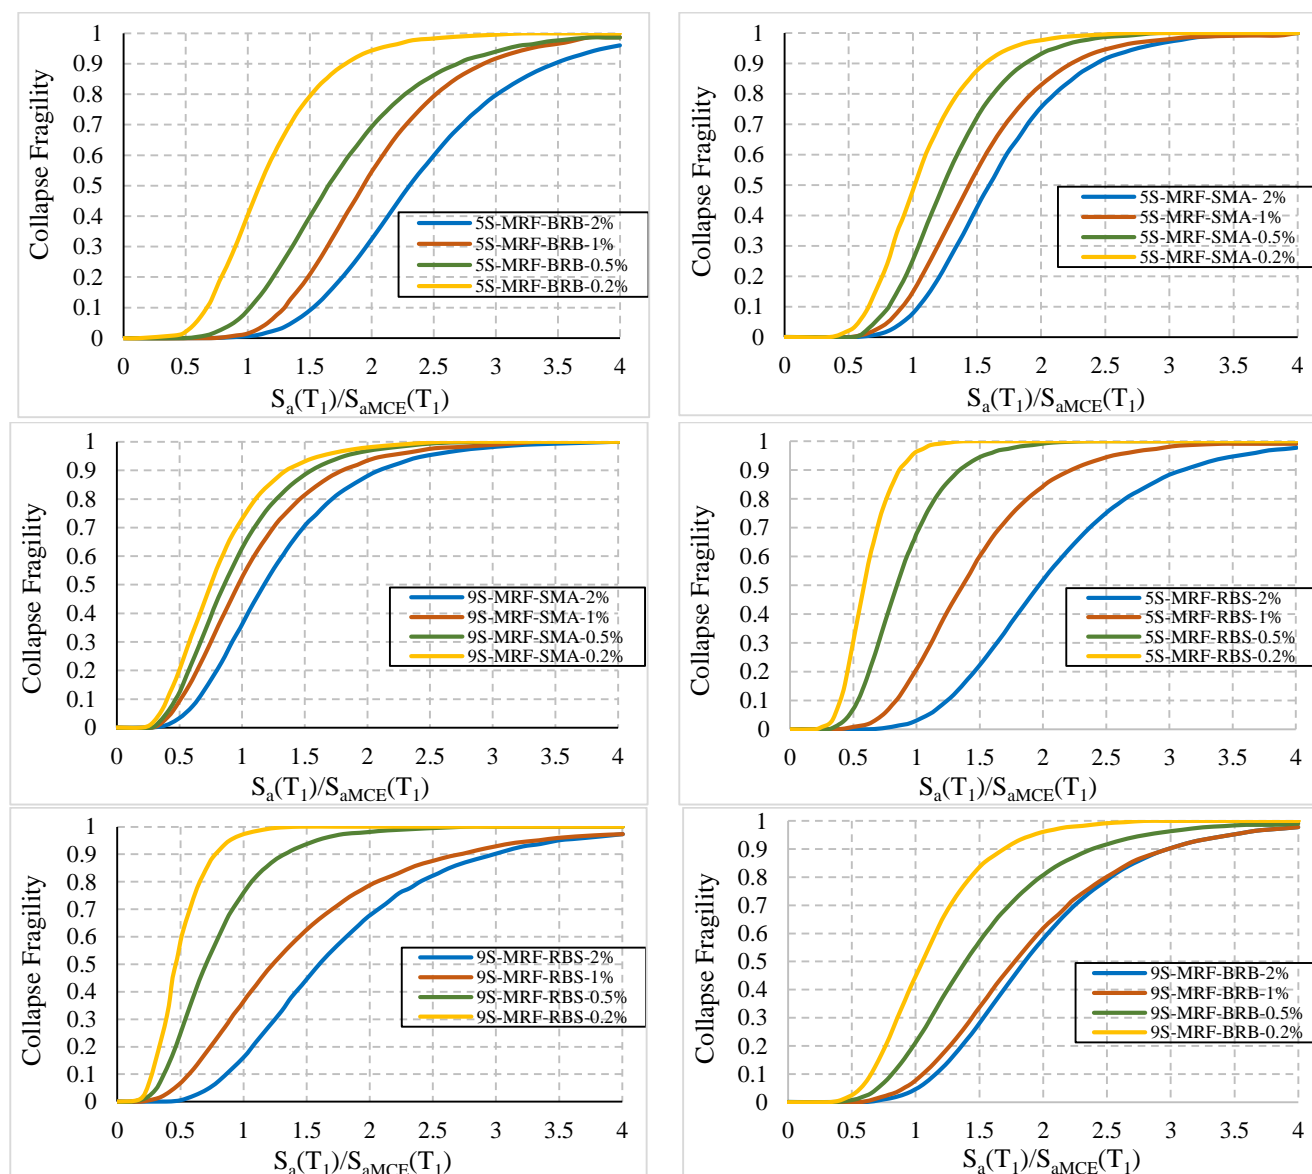 Collapse Fragility
1
0.9
0.8
0.7
0.6
0.5
0.4
0.3
0.2
0.1
0
5S-MRF-BRB-2%
5S-MRF-BRB-1%
5S-MRF-BRB-0.5%
5S-MRF-BRB-0.2%
0 0.5 1 1.5 2 2.5 3 3.5 4
Sa(T1)/SaMCE(T1)
Collapse Fragility
1
0.9
0.8
0.7
0.6
0.5
0.4
0.3
0.2
0.1
0
5S-MRF-SMA- 2%
5S-MRF-SMA-1%
5S-MRF-SMA-0.5%
5S-MRF-SMA-0.2%
0 0.5 1 1.5 2 2.5 3 3.5 4
Sa(T1)/SaMCE(T1)
Collapse Fragility
1
0.9
0.8
0.7
0.6
0.5
0.4
0.3
0.2
0.1
0
9S-MRF-SMA-2%
9S-MRF-SMA-1%
9S-MRF-SMA-0.5%
9S-MRF-SMA-0.2%
0 0.5 1 1.5 2 2.5 3 3.5 4
Sa(T1)/SaMCE(T1)
Collapse Fragility
1
0.9
0.8
0.7
0.6
0.5
0.4
0.3
0.2
0.1
0
5S-MRF-RBS-2%
5S-MRF-RBS-1%
5S-MRF-RBS-0.5%
5S-MRF-RBS-0.2%
0 0.5 1 1.5 2 2.5 3 3.5 4
Sa(T1)/SaMCE(T1)
Collapse Fragility
1
0.9
0.8
0.7
0.6
0.5
0.4
0.3
0.2
0.1
0
9S-MRF-RBS-2%
9S-MRF-RBS-1%
9S-MRF-RBS-0.5%
9S-MRF-RBS-0.2%
0 0.5 1 1.5 2 2.5 3 3.5 4
Sa(T1)/SaMCE(T1)
Collapse Fragility
1
0.9
0.8
0.7
0.6
0.5
0.4
0.3
0.2
0.1
0
9S-MRF-BRB-2%
9S-MRF-BRB-1%
9S-MRF-BRB-0.5%
9S-MRF-BRB-0.2%
0 0.5 1 1.5 2 2.5 3 3.5 4
Sa(T1)/SaMCE(T1)